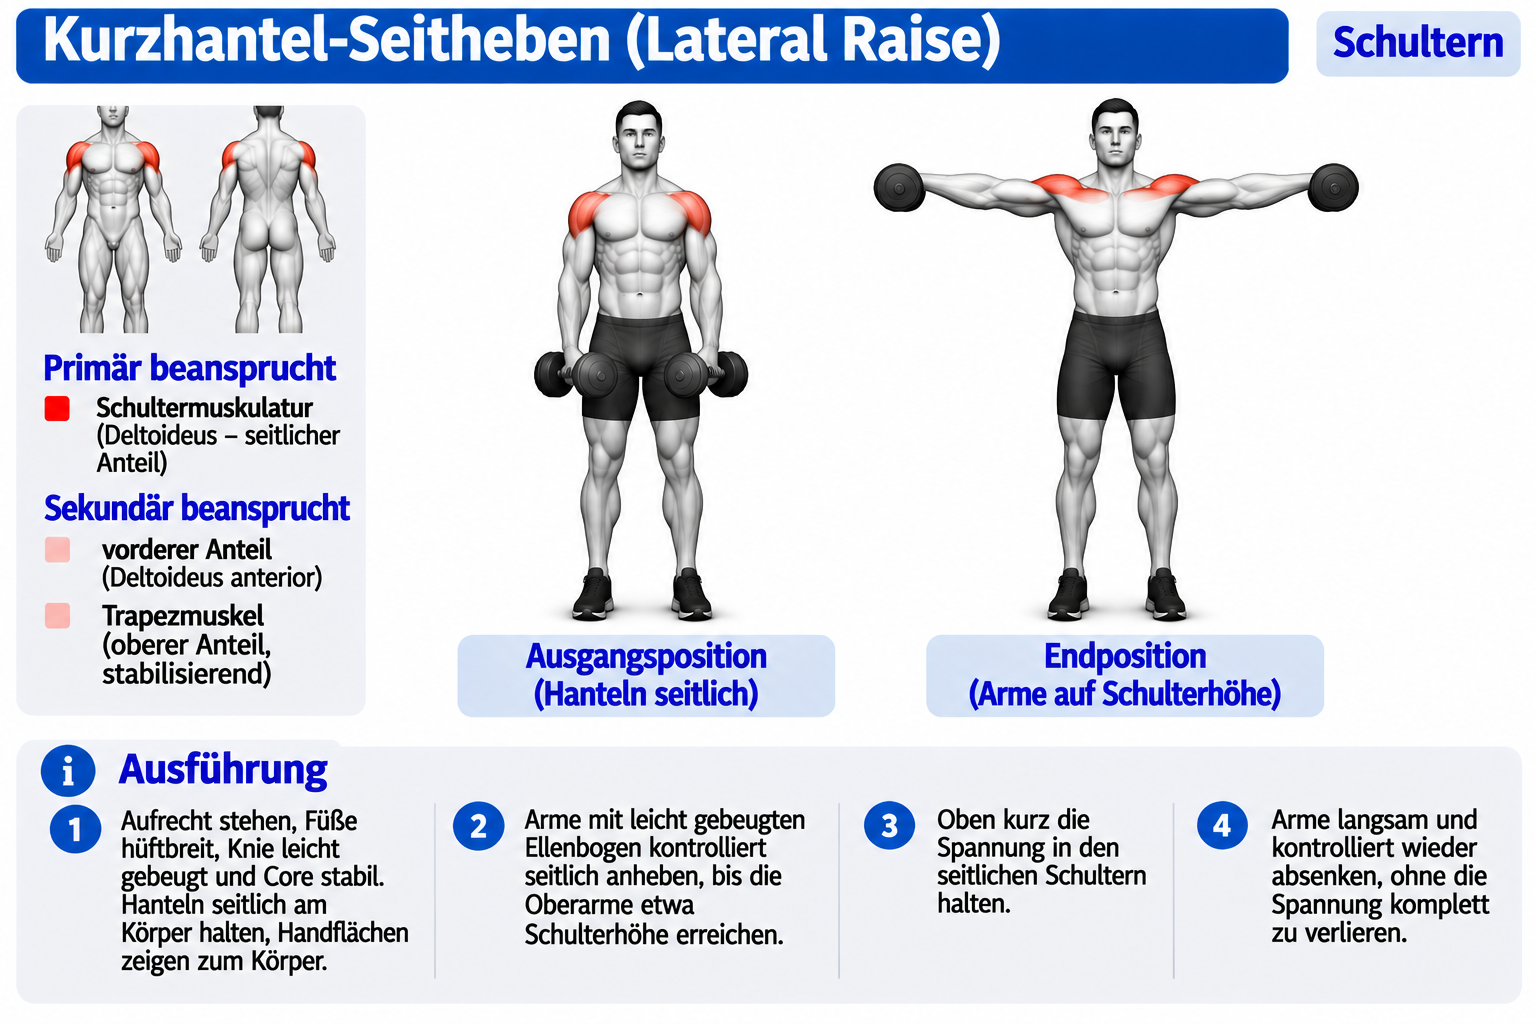 Kurzhantel-Seitheben (Lateral Raise)
Schultern
Primär beansprucht
Schultermuskulatur
(Deltoideus – seitlicher
Anteil)
Sekundär beansprucht
vorderer Anteil
(Deltoideus anterior)
Trapezmuskel
(oberer Anteil,
stabilisierend)
Ausgangsposition
(Hanteln seitlich)
Endposition
(Arme auf Schulterhöhe)
i Ausführung
1
Aufrecht stehen, Füße
hüftbreit, Knie leicht
gebeugt und Core stabil.
Hanteln seitlich am
Körper halten, Handflächen
zeigen zum Körper.
2
Arme mit leicht gebeugten
Ellenbogen kontrolliert
seitlich anheben, bis die
Oberarme etwa
Schulterhöhe erreichen.
3
Oben kurz die
Spannung in den
seitlichen Schultern
halten.
4
Arme langsam und
kontrolliert wieder
absenken, ohne die
Spannung komplett
zu verlieren.